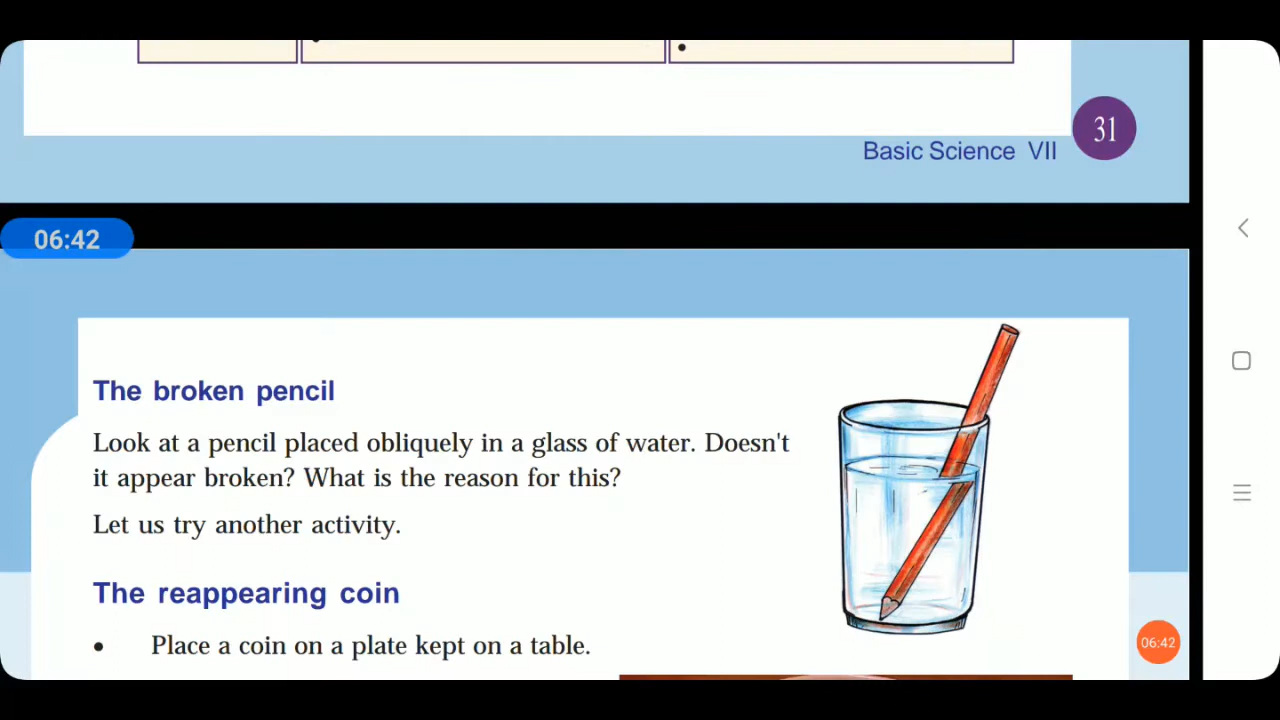 31
Basic Science VII
06:42
The broken pencil
Look at a pencil placed obliquely in a glass of water. Doesn't
it appear broken? What is the reason for this?
Let us try another activity.
The reappearing coin
• Place a coin on a plate kept on a table.
06:42